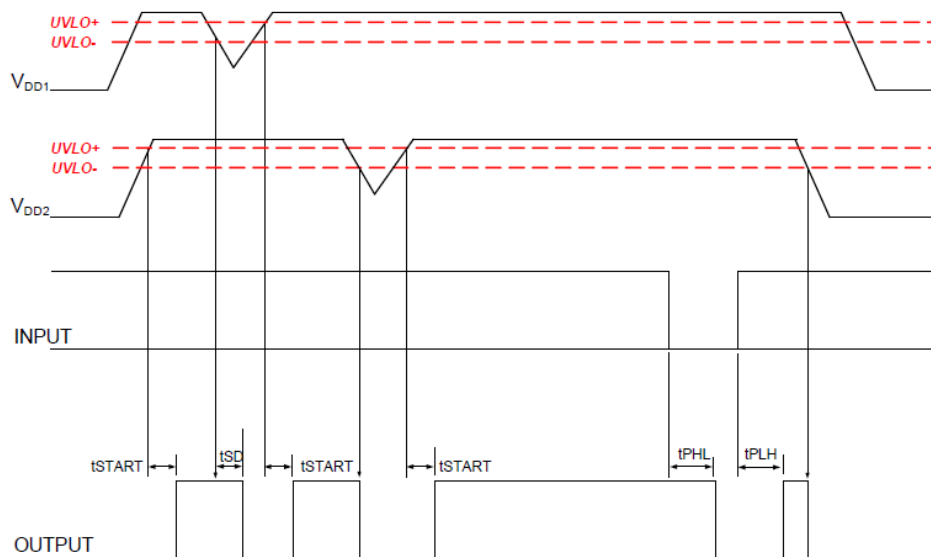 UVLO+
UVLO-
VDD1
UVLO+
UVLO-
VDD2
INPUT
tSTART
tSD
tSTART
tSTART
tPHL
tPLH
OUTPUT